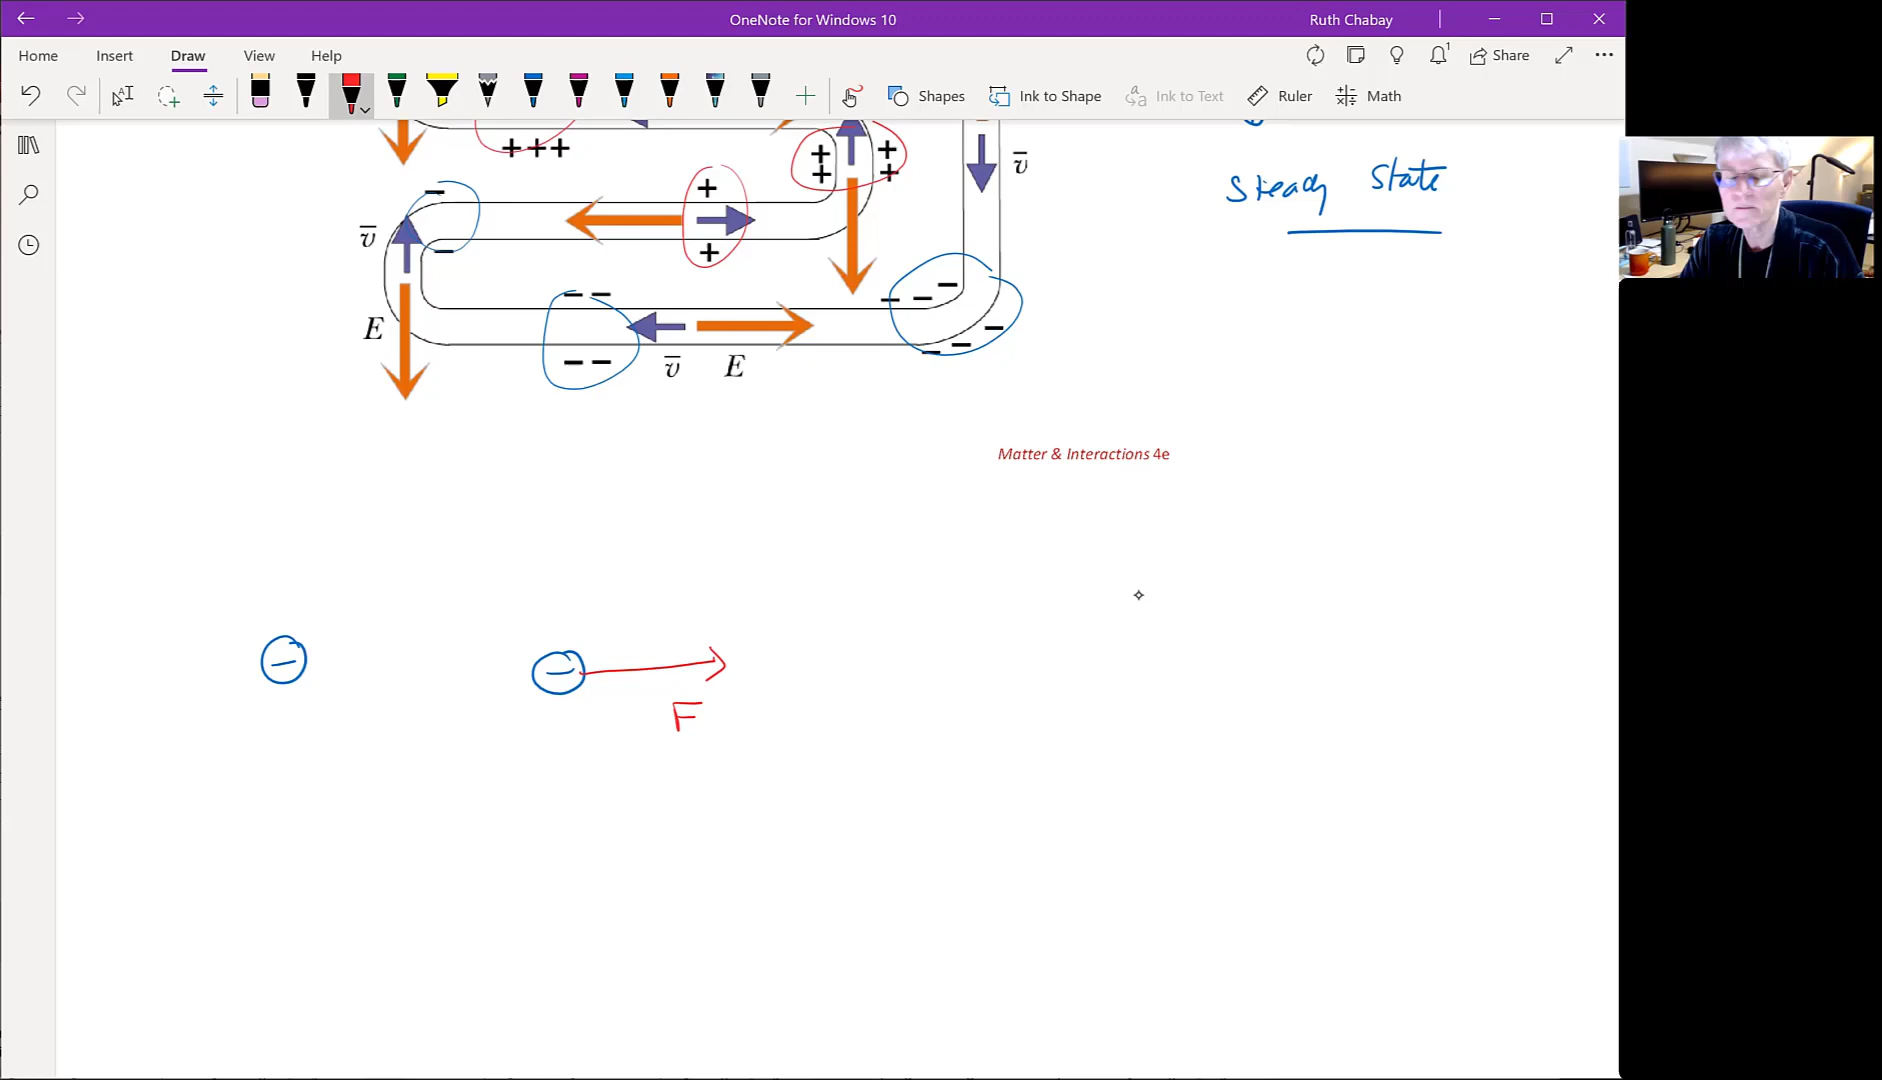 OneNote for Windows 10
Ruth Chabay
Home Insert Draw View Help
1 Share
Shapes Ink to Shape Ink to Text Ruler Math
+++
+ +
+ +
v̅
Steady State
−
+
v̅
−
+
− −
− − −
E
−
− −
v̅ E
− −
Matter & Interactions 4e
− −
F